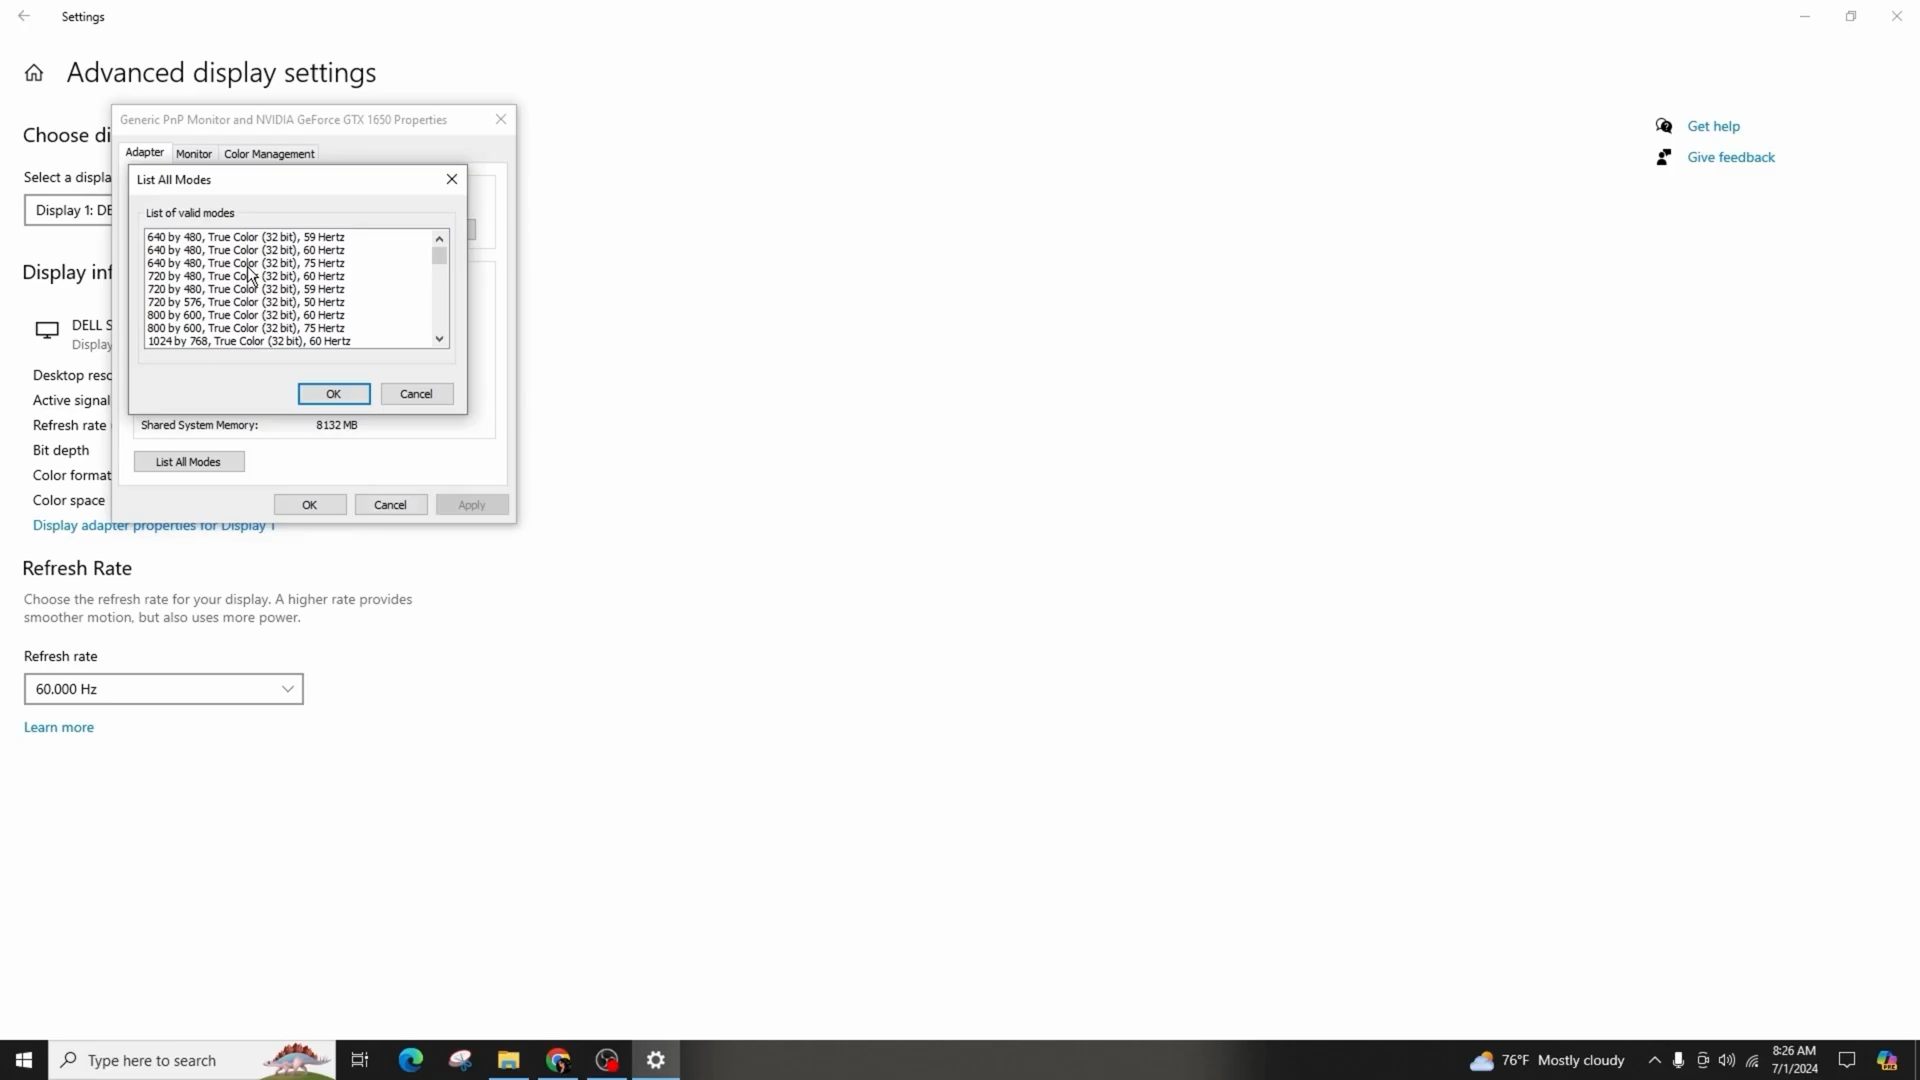 Settings
Advanced display settings
Generic PnP Monitor and NVIDIA GeForce GTX 1650 Properties
Adapter
Monitor
Color Management
List All Modes
List of valid modes
640 by 480, True Color (32 bit), 59 Hertz
640 by 480, True Color (32 bit), 60 Hertz
640 by 480, True Color (32 bit), 75 Hertz
720 by 480, True Color (32 bit), 60 Hertz
720 by 480, True Color (32 bit), 59 Hertz
720 by 576, True Color (32 bit), 50 Hertz
800 by 600, True Color (32 bit), 60 Hertz
800 by 600, True Color (32 bit), 75 Hertz
1024 by 768, True Color (32 bit), 60 Hertz
OK
Cancel
Shared System Memory: 8132 MB
List All Modes
OK
Cancel
Apply
Choose di
Select a displa
Display 1: DE
Display inf
DELL S
Display
Desktop reso
Active signal
Refresh rate
Bit depth
Color format
Color space
Display adapter properties for Display 1
Refresh Rate
Choose the refresh rate for your display. A higher rate provides
smoother motion, but also uses more power.
Refresh rate
60.000 Hz
Learn more
Get help
Give feedback
Type here to search
76°F Mostly cloudy
8:26 AM
7/1/2024